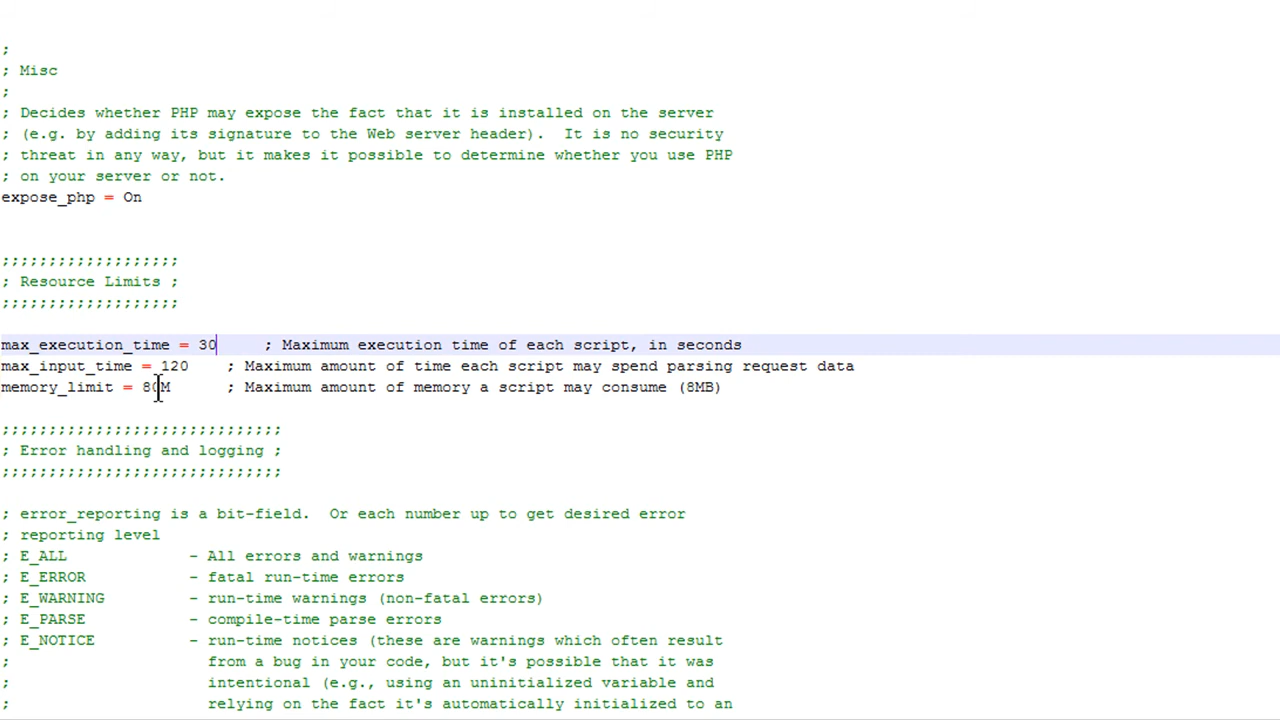 ;
; Misc
;
; Decides whether PHP may expose the fact that it is installed on the server
; (e.g. by adding its signature to the Web server header).  It is no security
; threat in any way, but it makes it possible to determine whether you use PHP
; on your server or not.
expose_php = On
;;;;;;;;;;;;;;;;;;;
; Resource Limits ;
;;;;;;;;;;;;;;;;;;;
max_execution_time = 30     ; Maximum execution time of each script, in seconds
max_input_time = 120    ; Maximum amount of time each script may spend parsing request data
memory_limit = 80M      ; Maximum amount of memory a script may consume (8MB)
;;;;;;;;;;;;;;;;;;;;;;;;;;;;;;
; Error handling and logging ;
;;;;;;;;;;;;;;;;;;;;;;;;;;;;;;
; error_reporting is a bit-field.  Or each number up to get desired error
; reporting level
; E_ALL             - All errors and warnings
; E_ERROR           - fatal run-time errors
; E_WARNING         - run-time warnings (non-fatal errors)
; E_PARSE           - compile-time parse errors
; E_NOTICE          - run-time notices (these are warnings which often result
;                     from a bug in your code, but it's possible that it was
;                     intentional (e.g., using an uninitialized variable and
;                     relying on the fact it's automatically initialized to an